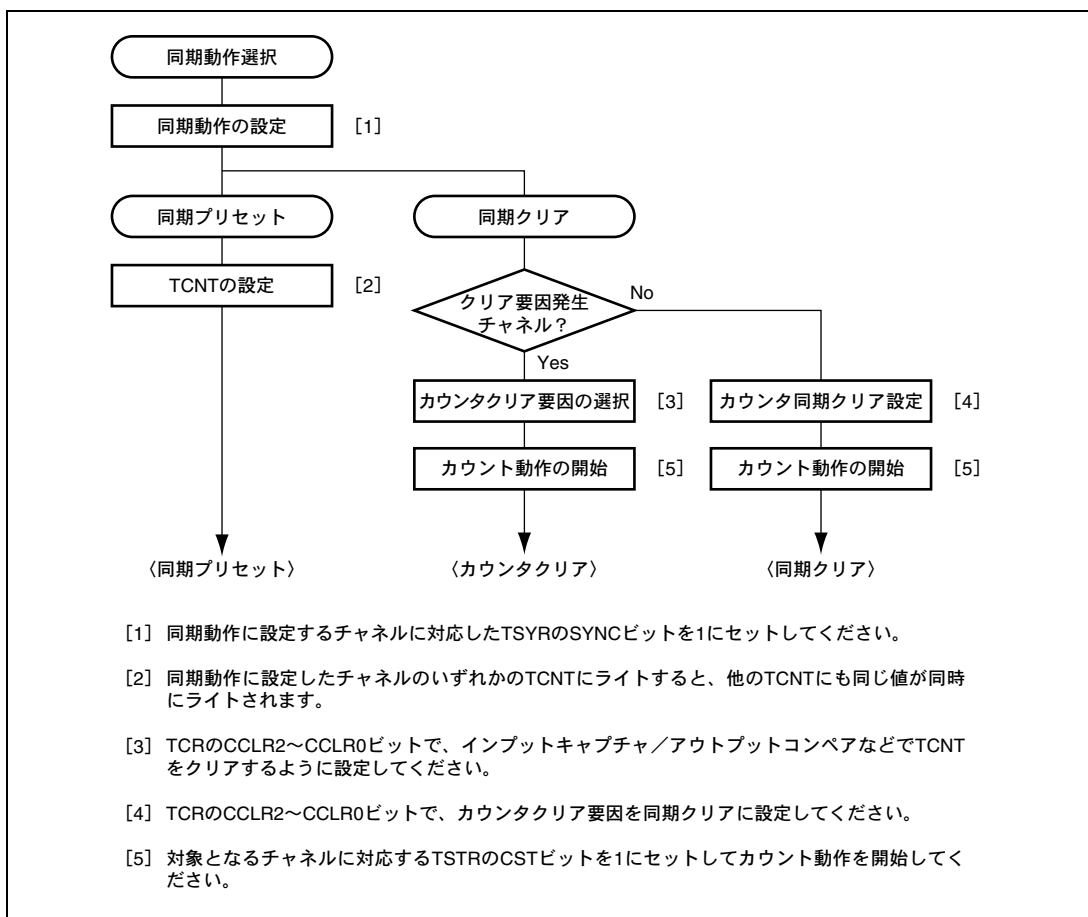 同期動作選択
同期動作の設定 [1]
同期プリセット
同期クリア
TCNTの設定 [2]
クリア要因発生
チャネル？
No
Yes
カウンタクリア要因の選択 [3]
カウンタ同期クリア設定 [4]
カウント動作の開始 [5]
カウント動作の開始 [5]
〈同期プリセット〉
〈カウンタクリア〉
〈同期クリア〉
[1] 同期動作に設定するチャネルに対応したTSYRのSYNCビットを1にセットしてください。
[2] 同期動作に設定したチャネルのいずれかのTCNTにライトすると、他のTCNTにも同じ値が同時
にライトされます。
[3] TCRのCCLR2～CCLR0ビットで、インプットキャプチャ／アウトプットコンペアなどでTCNT
をクリアするように設定してください。
[4] TCRのCCLR2～CCLR0ビットで、カウンタクリア要因を同期クリアに設定してください。
[5] 対象となるチャネルに対応するTSTRのCSTビットを1にセットしてカウント動作を開始してく
ださい。